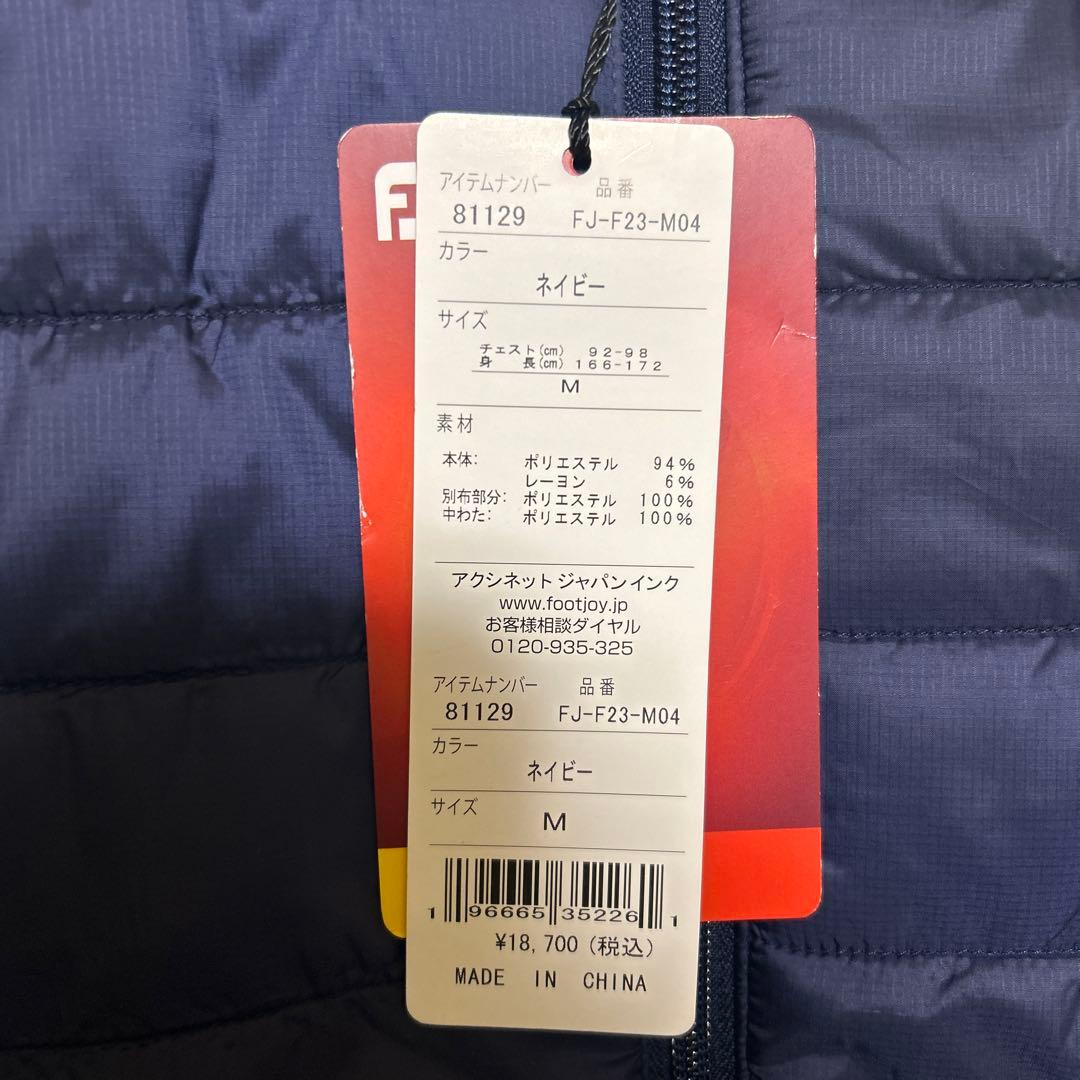 FJ
アイテムナンバー 品番
81129 FJ-F23-M04
カラー
ネイビー
サイズ
チェスト(cm) 92-98
身 長(cm) 166-172
M
素材
本体: ポリエステル 94%
レーヨン 6%
別布部分: ポリエステル 100%
中わた: ポリエステル 100%
アクシネット ジャパン インク
www.footjoy.jp
お客様相談ダイヤル
0120-935-325
アイテムナンバー 品番
81129 FJ-F23-M04
カラー
ネイビー
サイズ
M
1 96665 35226 1
¥18,700 (税込)
MADE IN CHINA